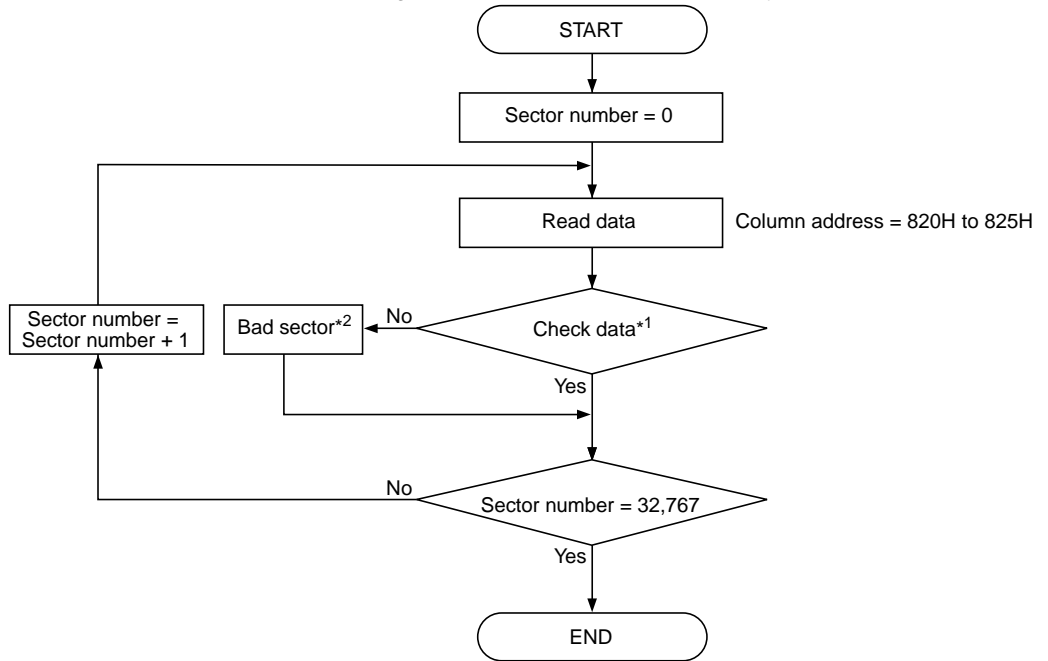 START
Sector number = 0
Read data
Column address = 820H to 825H
Sector number =
Sector number + 1
Bad sector*2
No
Check data*1
Yes
No
Sector number = 32,767
Yes
END